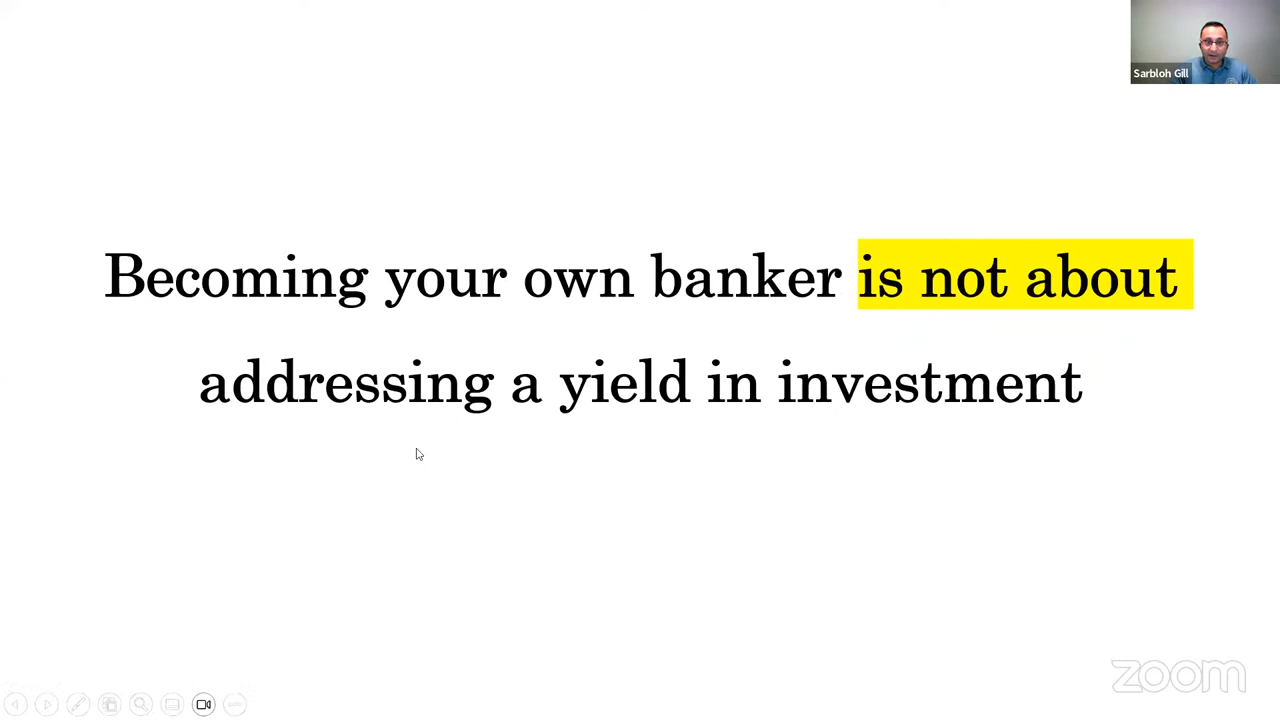 Sarbloh Gill
Becoming your own banker is not about
addressing a yield in investment
zoom